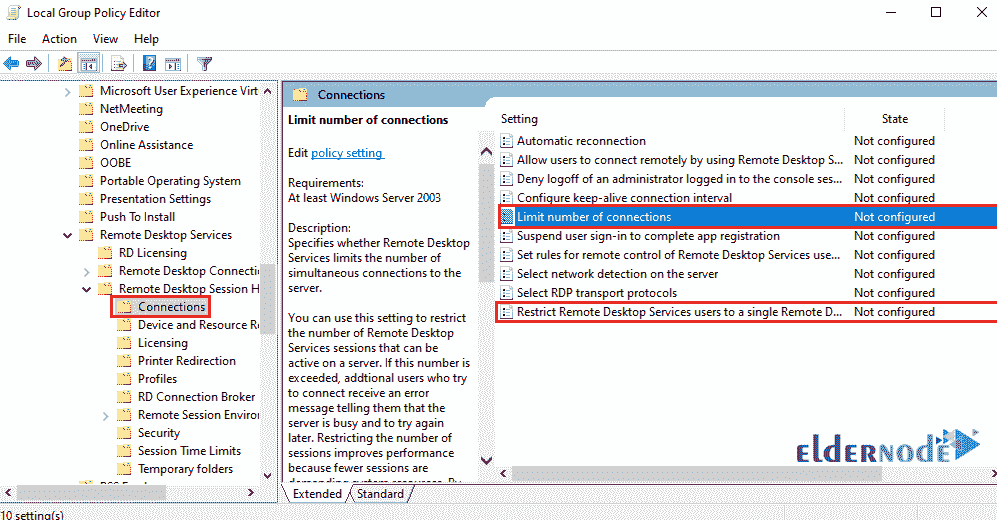 Local Group Policy Editor
File Action View Help
Microsoft User Experience Virt
NetMeeting
OneDrive
Online Assistance
OOBE
Portable Operating System
Presentation Settings
Push To Install
Remote Desktop Services
RD Licensing
Remote Desktop Connecti
Remote Desktop Session H
Connections
Device and Resource Re
Licensing
Printer Redirection
Profiles
RD Connection Broker
Remote Session Enviror
Security
Session Time Limits
Temporary folders
Connections
Limit number of connections
Edit policy setting
Requirements:
At least Windows Server 2003
Description:
Specifies whether Remote Desktop
Services limits the number of
simultaneous connections to the
server.
You can use this setting to restrict
the number of Remote Desktop
Services sessions that can be
active on a server. If this number is
exceeded, addtional users who try
to connect receive an error
message telling them that the
server is busy and to try again
later. Restricting the number of
sessions improves performance
because fewer sessions are
demanding system resources. By
Setting State
Automatic reconnection Not configured
Allow users to connect remotely by using Remote Desktop S... Not configured
Deny logoff of an administrator logged in to the console ses... Not configured
Configure keep-alive connection interval Not configured
Limit number of connections Not configured
Suspend user sign-in to complete app registration Not configured
Set rules for remote control of Remote Desktop Services use... Not configured
Select network detection on the server Not configured
Select RDP transport protocols Not configured
Restrict Remote Desktop Services users to a single Remote D... Not configured
ELDERNODE
Extended Standard
10 setting(s)